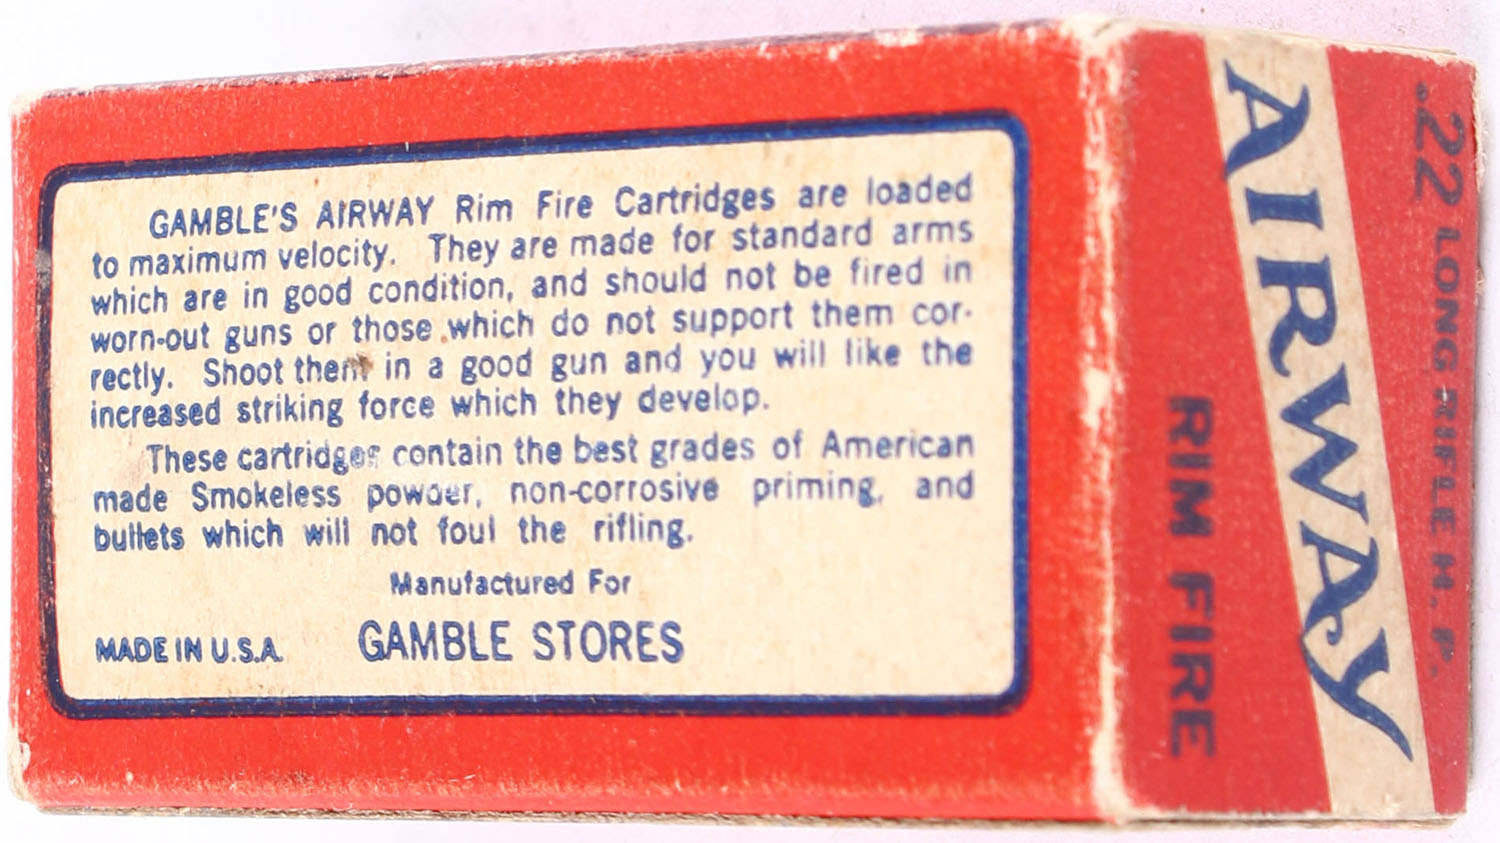 GAMBLE'S AIRWAY Rim Fire Cartridges are loaded
to maximum velocity. They are made for standard arms
which are in good condition, and should not be fired in
worn-out guns or those which do not support them cor-
rectly. Shoot them in a good gun and you will like the
increased striking force which they develop.
These cartridges contain the best grades of American
made Smokeless powder, non-corrosive priming, and
bullets which will not foul the rifling.
Manufactured For
MADE IN U.S.A. GAMBLE STORES
.22 LONG RIFLE H. P.
AIRWAY
RIM FIRE